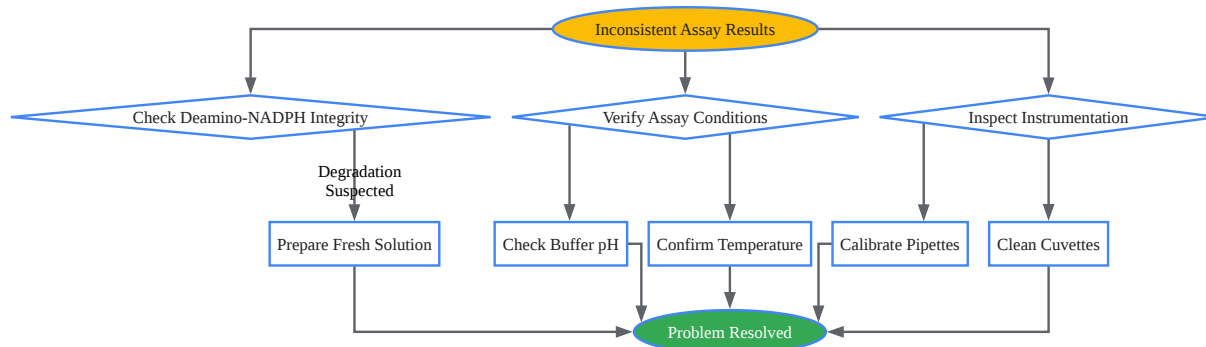 Inconsistent Assay Results
Check Deamino-NADPH Integrity
Verify Assay Conditions
Inspect Instrumentation
Degradation
Suspected
Prepare Fresh Solution
Check Buffer pH
Confirm Temperature
Calibrate Pipettes
Clean Cuvettes
Problem Resolved